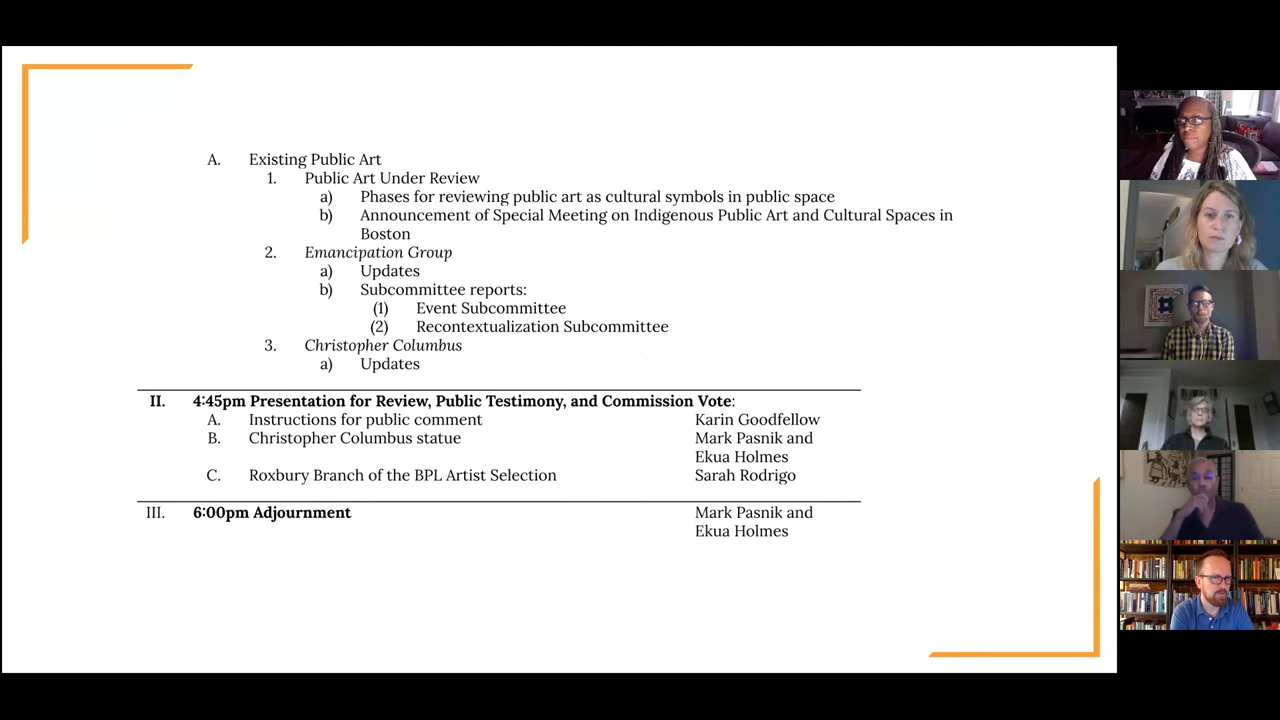 A. Existing Public Art
1. Public Art Under Review
a) Phases for reviewing public art as cultural symbols in public space
b) Announcement of Special Meeting on Indigenous Public Art and Cultural Spaces in
Boston
2. Emancipation Group
a) Updates
b) Subcommittee reports:
(1) Event Subcommittee
(2) Recontextualization Subcommittee
3. Christopher Columbus
a) Updates
II. 4:45pm Presentation for Review, Public Testimony, and Commission Vote:
A. Instructions for public comment Karin Goodfellow
B. Christopher Columbus statue Mark Pasnik and
Ekua Holmes
C. Roxbury Branch of the BPL Artist Selection Sarah Rodrigo
III. 6:00pm Adjournment Mark Pasnik and
Ekua Holmes